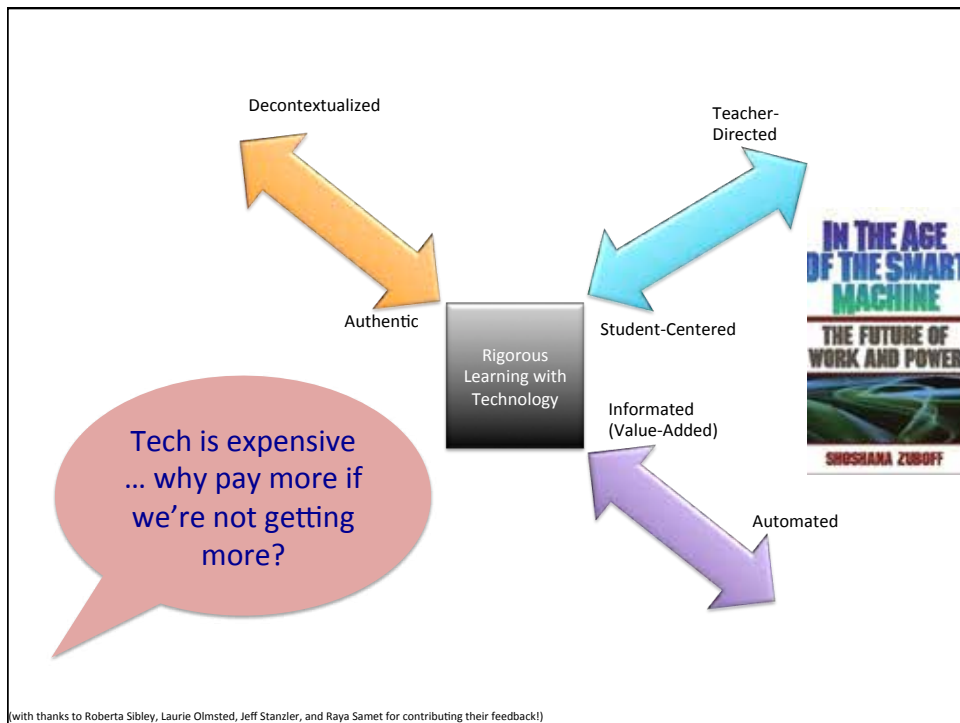 Decontextualized
Teacher-
Directed
IN THE AGE
OF THE SMART
MACHINE
THE FUTURE OF
WORK AND POWER
SHOSHANA ZUBOFF
Authentic
Student-Centered
Rigorous
Learning with
Technology
Informated
(Value-Added)
Automated
Tech is expensive
... why pay more if
we're not getting
more?
(with thanks to Roberta Sibley, Laurie Olmsted, Jeff Stanzler, and Raya Samet for contributing their feedback!)